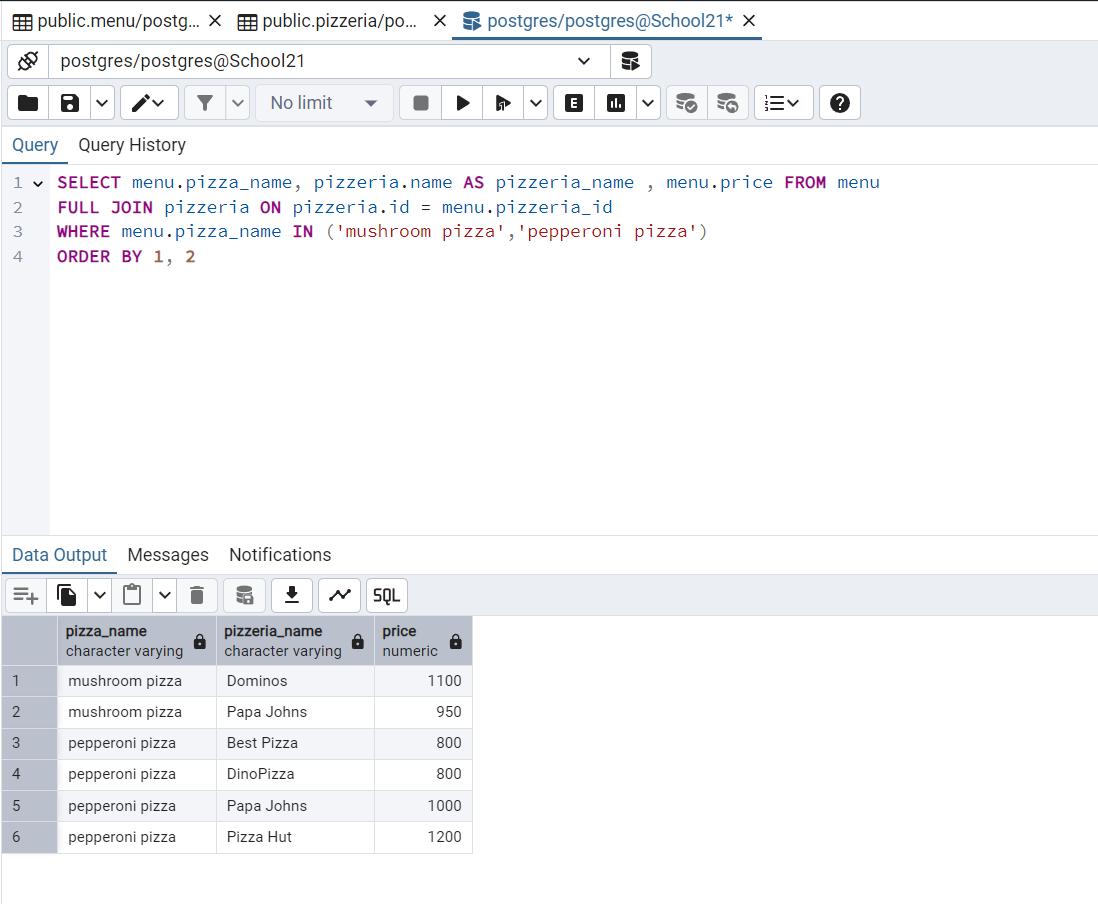 public.menu/postg...
public.pizzeria/po...
postgres/postgres@School21*
postgres/postgres@School21
No limit
E
Query
Query History
1 SELECT menu.pizza_name, pizzeria.name AS pizzeria_name , menu.price FROM menu
2 FULL JOIN pizzeria ON pizzeria.id = menu.pizzeria_id
3 WHERE menu.pizza_name IN ('mushroom pizza','pepperoni pizza')
4 ORDER BY 1, 2
Data Output
Messages
Notifications
SQL
pizza_name
character varying
pizzeria_name
character varying
price
numeric
1 mushroom pizza Dominos 1100
2 mushroom pizza Papa Johns 950
3 pepperoni pizza Best Pizza 800
4 pepperoni pizza DinoPizza 800
5 pepperoni pizza Papa Johns 1000
6 pepperoni pizza Pizza Hut 1200